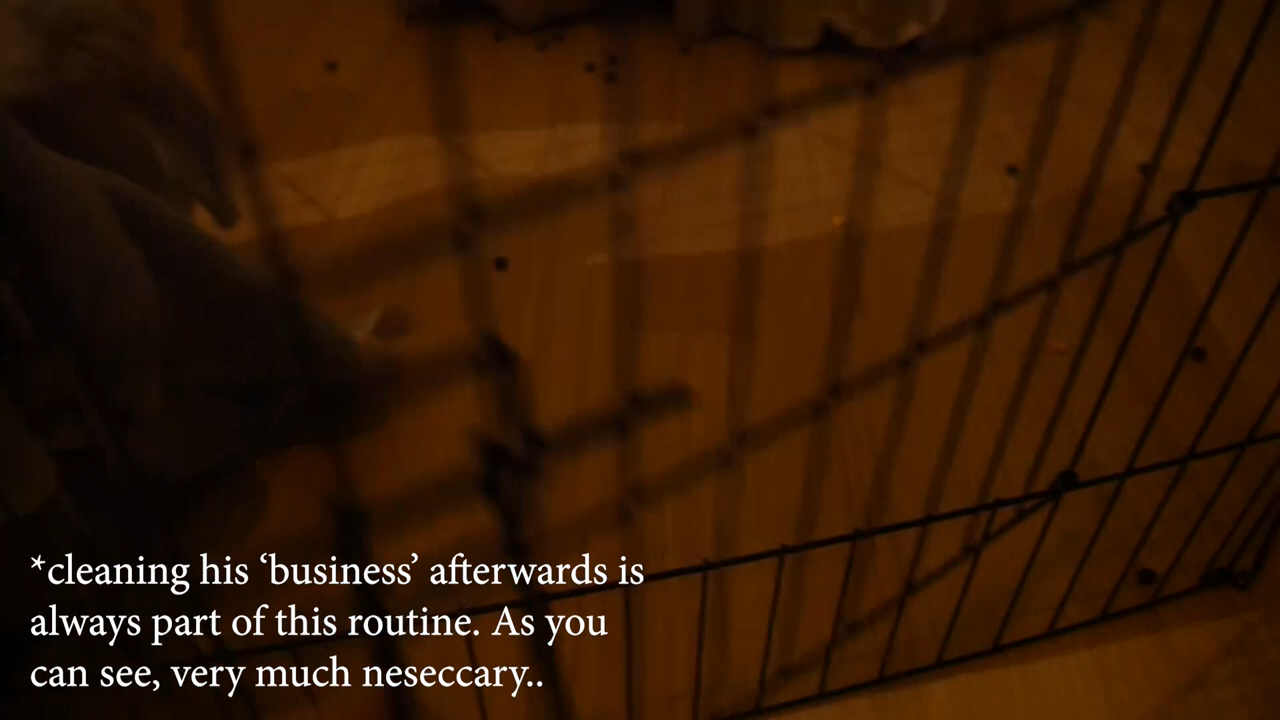 *cleaning his ‘business’ afterwards is
always part of this routine. As you
can see, very much neseccary..